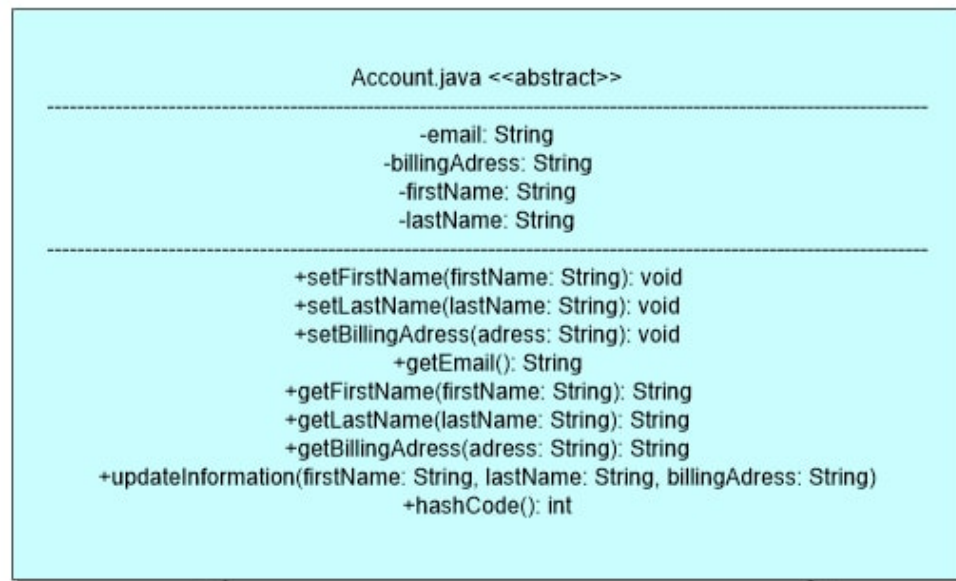 Account.java <<abstract>>
-email: String
-billingAdress: String
-firstName: String
-lastName: String
+setFirstName(firstName: String): void
+setLastName(lastName: String): void
+setBillingAdress(adress: String): void
+getEmail(): String
+getFirstName(firstName: String): String
+getLastName(lastName: String): String
+getBillingAdress(adress: String): String
+updateInformation(firstName: String, lastName: String, billingAdress: String)
+hashCode(): int